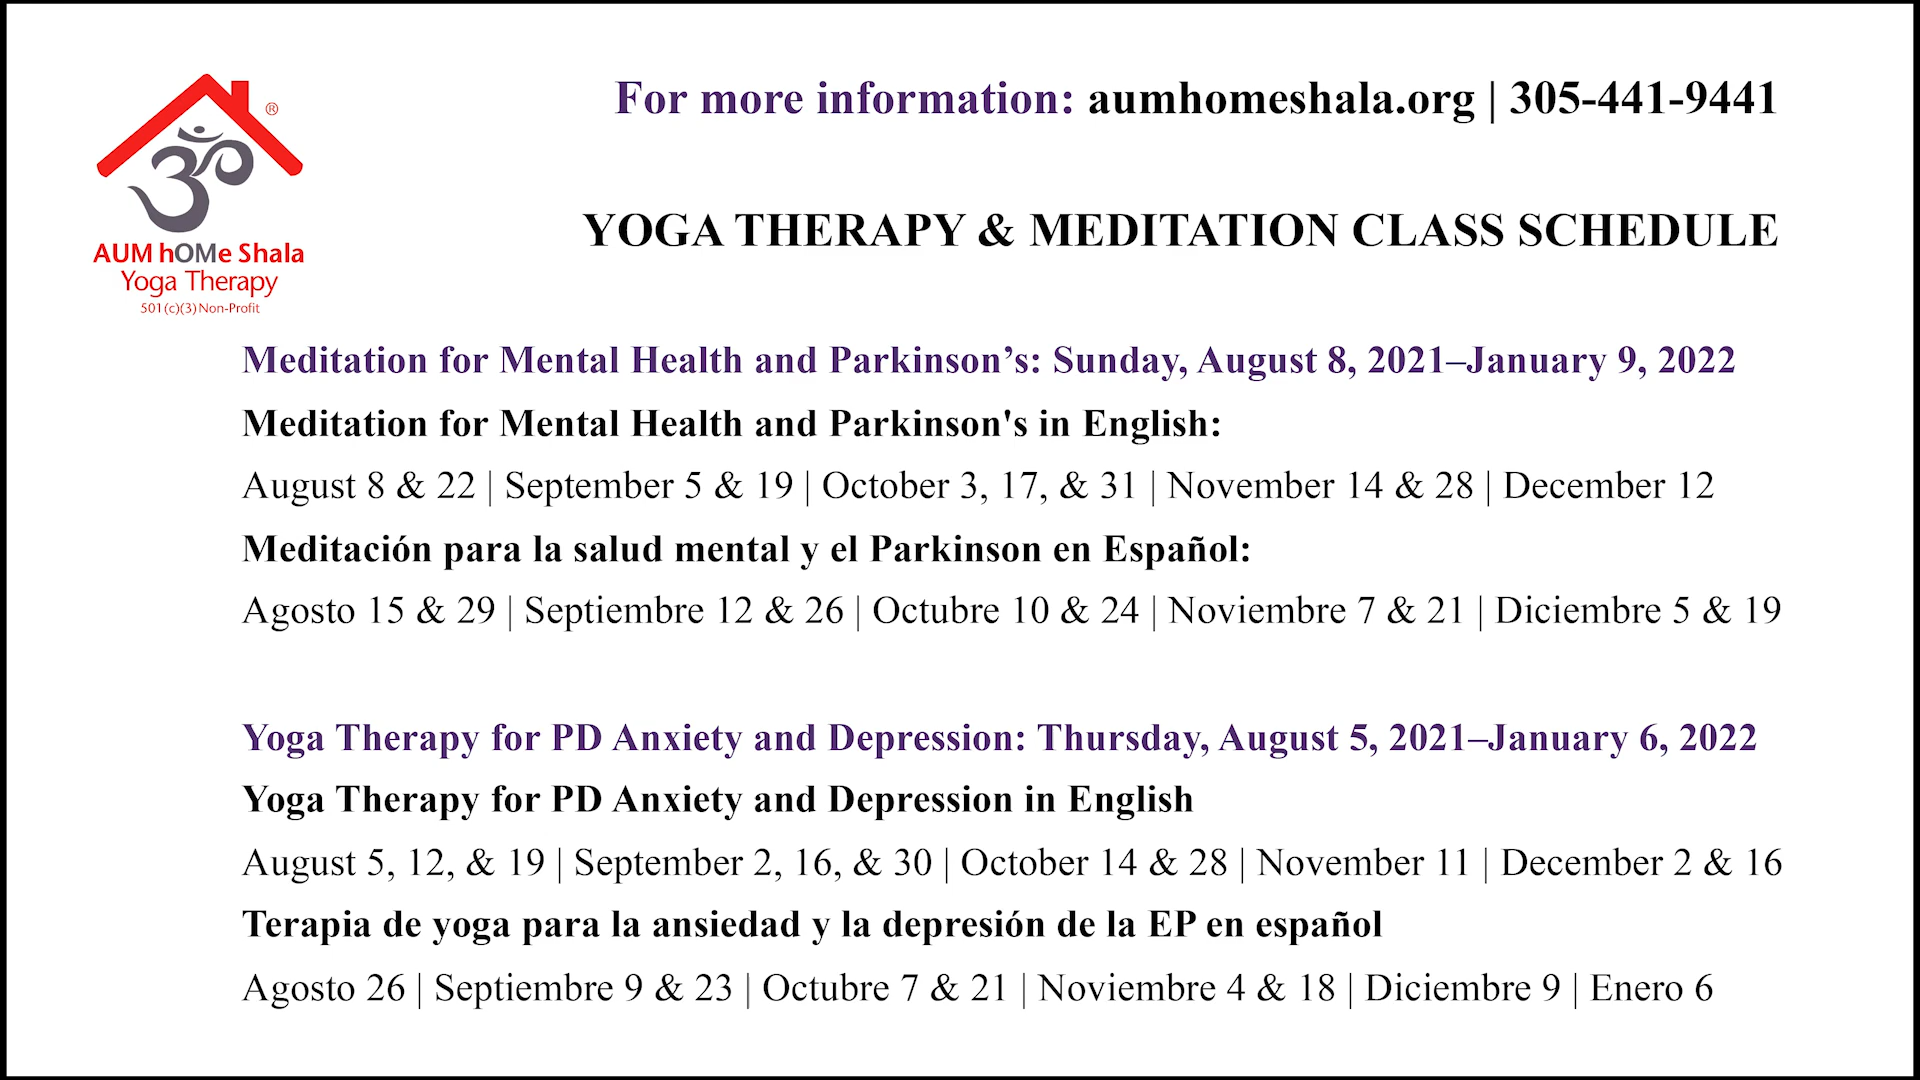 For more information: aumhomeshala.org | 305-441-9441
®
AUM hOMe Shala
Yoga Therapy
501(c)(3) Non-Profit
YOGA THERAPY & MEDITATION CLASS SCHEDULE
Meditation for Mental Health and Parkinson’s: Sunday, August 8, 2021–January 9, 2022
Meditation for Mental Health and Parkinson's in English:
August 8 & 22 | September 5 & 19 | October 3, 17, & 31 | November 14 & 28 | December 12
Meditación para la salud mental y el Parkinson en Español:
Agosto 15 & 29 | Septiembre 12 & 26 | Octubre 10 & 24 | Noviembre 7 & 21 | Diciembre 5 & 19
Yoga Therapy for PD Anxiety and Depression: Thursday, August 5, 2021–January 6, 2022
Yoga Therapy for PD Anxiety and Depression in English
August 5, 12, & 19 | September 2, 16, & 30 | October 14 & 28 | November 11 | December 2 & 16
Terapia de yoga para la ansiedad y la depresión de la EP en español
Agosto 26 | Septiembre 9 & 23 | Octubre 7 & 21 | Noviembre 4 & 18 | Diciembre 9 | Enero 6